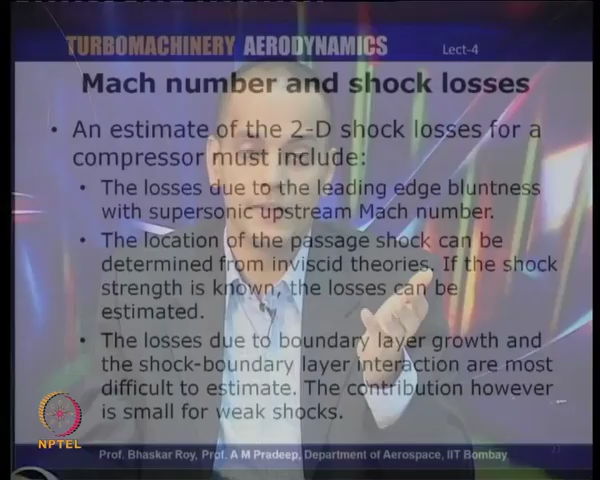 TURBOMACHINERY AERODYNAMICS Lect-4
Mach number and shock losses
• An estimate of the 2-D shock losses for a
compressor must include:
• The losses due to the leading edge bluntness
with supersonic upstream Mach number.
• The location of the passage shock can be
determined from inviscid theories. If the shock
strength is known, the losses can be
estimated.
• The losses due to boundary layer growth and
the shock-boundary layer interaction are most
difficult to estimate. The contribution however
is small for weak shocks.
NPTEL
Prof. Bhaskar Roy, Prof. A M Pradeep, Department of Aerospace, IIT Bombay